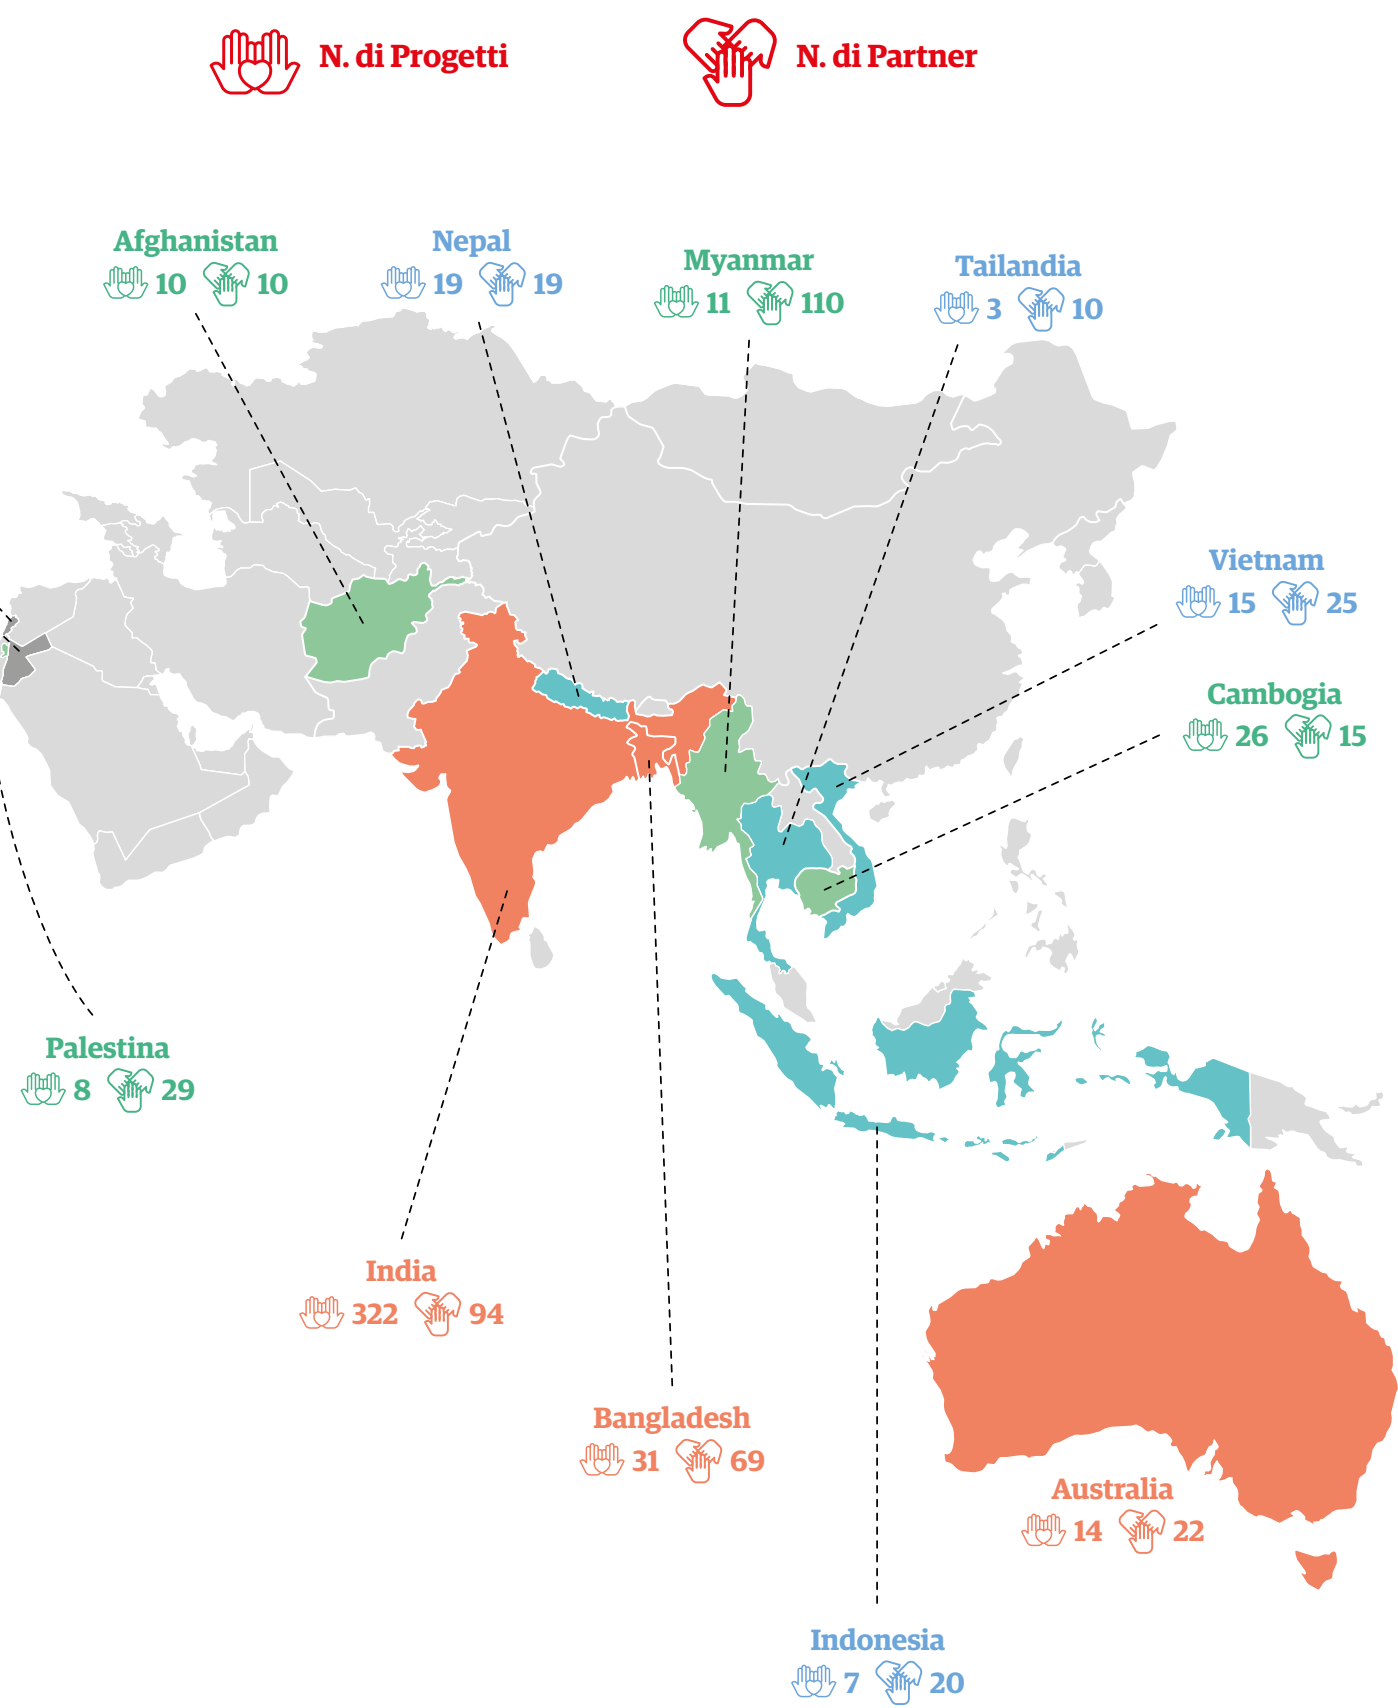 N. di Progetti
N. di Partner
Afghanistan
10 10
Nepal
19 19
Myanmar
11 110
Tailandia
3 10
Vietnam
15 25
Cambogia
26 15
Palestina
8 29
India
322 94
Bangladesh
31 69
Australia
14 22
Indonesia
7 20